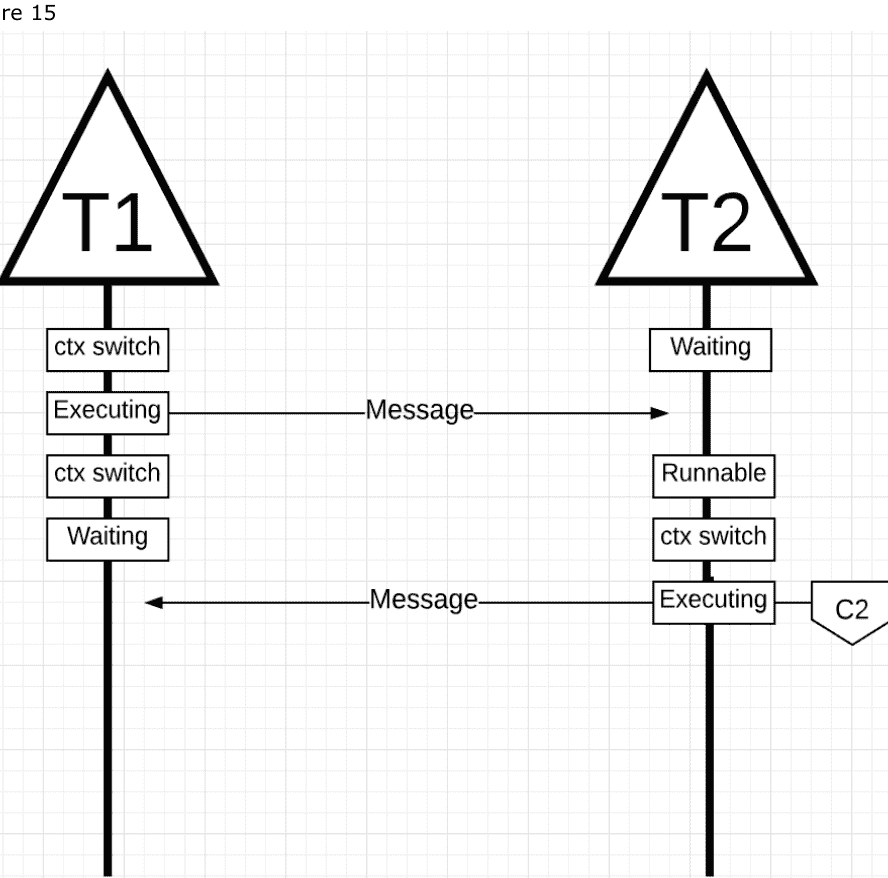 re 15
T1
T2
ctx switch
Waiting
Executing
Message
ctx switch
Runnable
Waiting
ctx switch
Message
Executing
C2